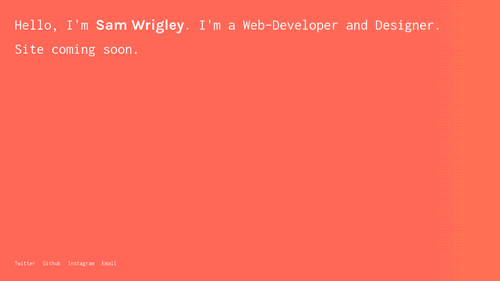 Hello, I'm Sam Wrigley. I'm a Web-Developer and Designer.
Site coming soon.
Twitter Github Instagram Email